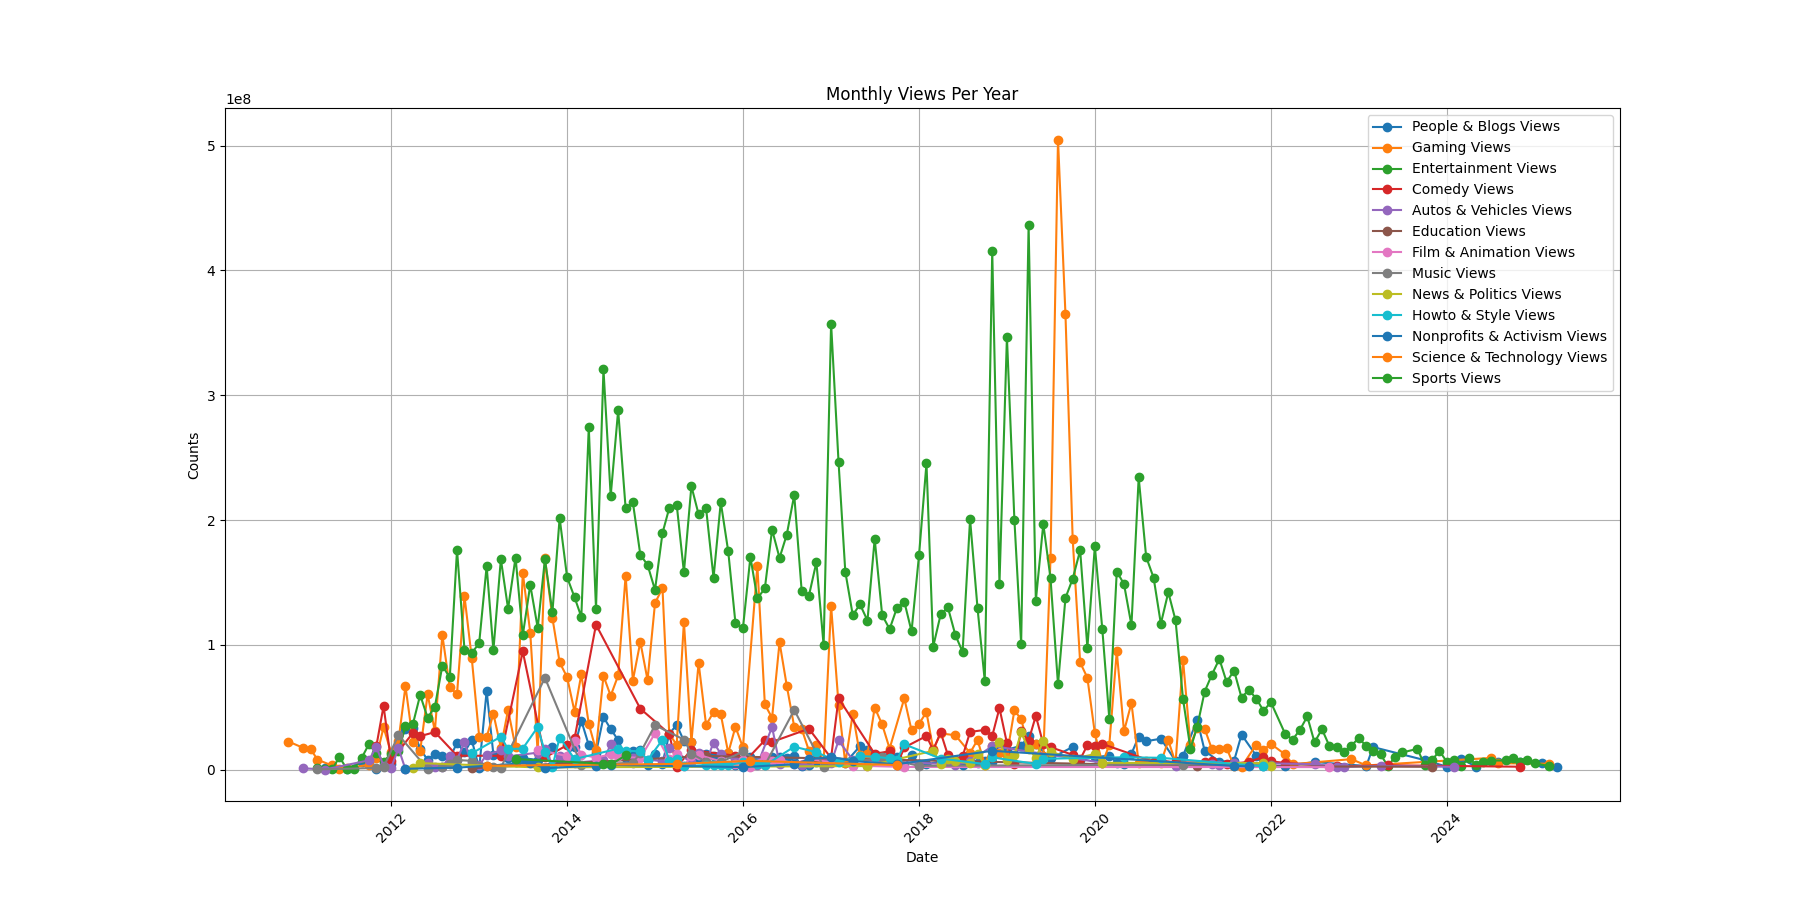 Monthly Views Per Year
1e8
5
4
3
2
1
0
Counts
2012
2014
2016
2018
2020
2022
2024
Date
People & Blogs Views
Gaming Views
Entertainment Views
Comedy Views
Autos & Vehicles Views
Education Views
Film & Animation Views
Music Views
News & Politics Views
Howto & Style Views
Nonprofits & Activism Views
Science & Technology Views
Sports Views